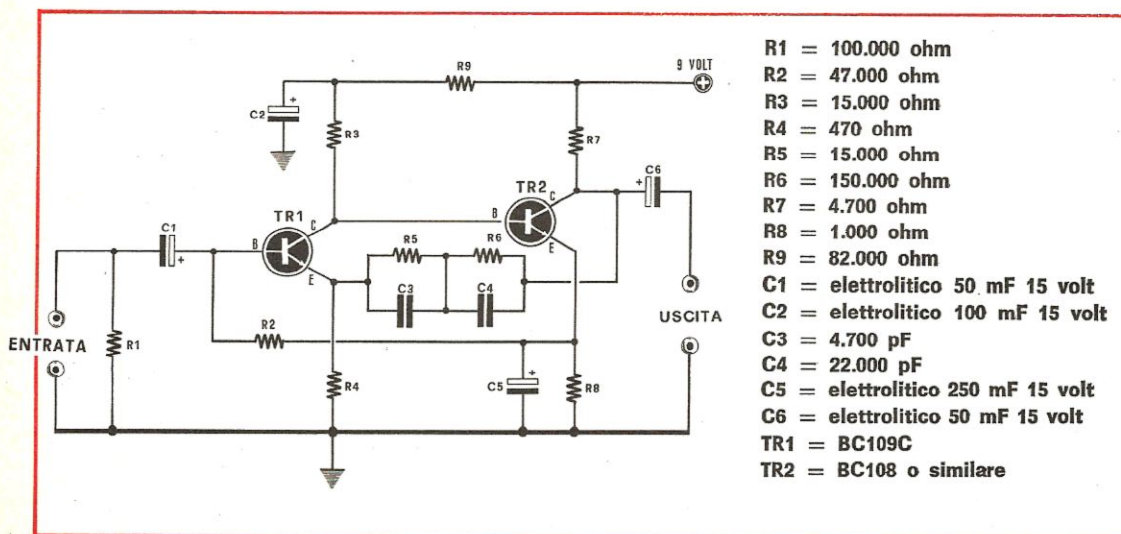 9 VOLT
R9
C2
+
R3
R7
C6
+
TR2
C
B
E
TR1
C
B
E
C1
+
R5
R6
C3
C4
ENTRATA
R1
R2
R4
C5
+
R8
USCITA
R1 = 100.000 ohm
R2 = 47.000 ohm
R3 = 15.000 ohm
R4 = 470 ohm
R5 = 15.000 ohm
R6 = 150.000 ohm
R7 = 4.700 ohm
R8 = 1.000 ohm
R9 = 82.000 ohm
C1 = elettrolitico 50 mF 15 volt
C2 = elettrolitico 100 mF 15 volt
C3 = 4.700 pF
C4 = 22.000 pF
C5 = elettrolitico 250 mF 15 volt
C6 = elettrolitico 50 mF 15 volt
TR1 = BC109C
TR2 = BC108 o similare